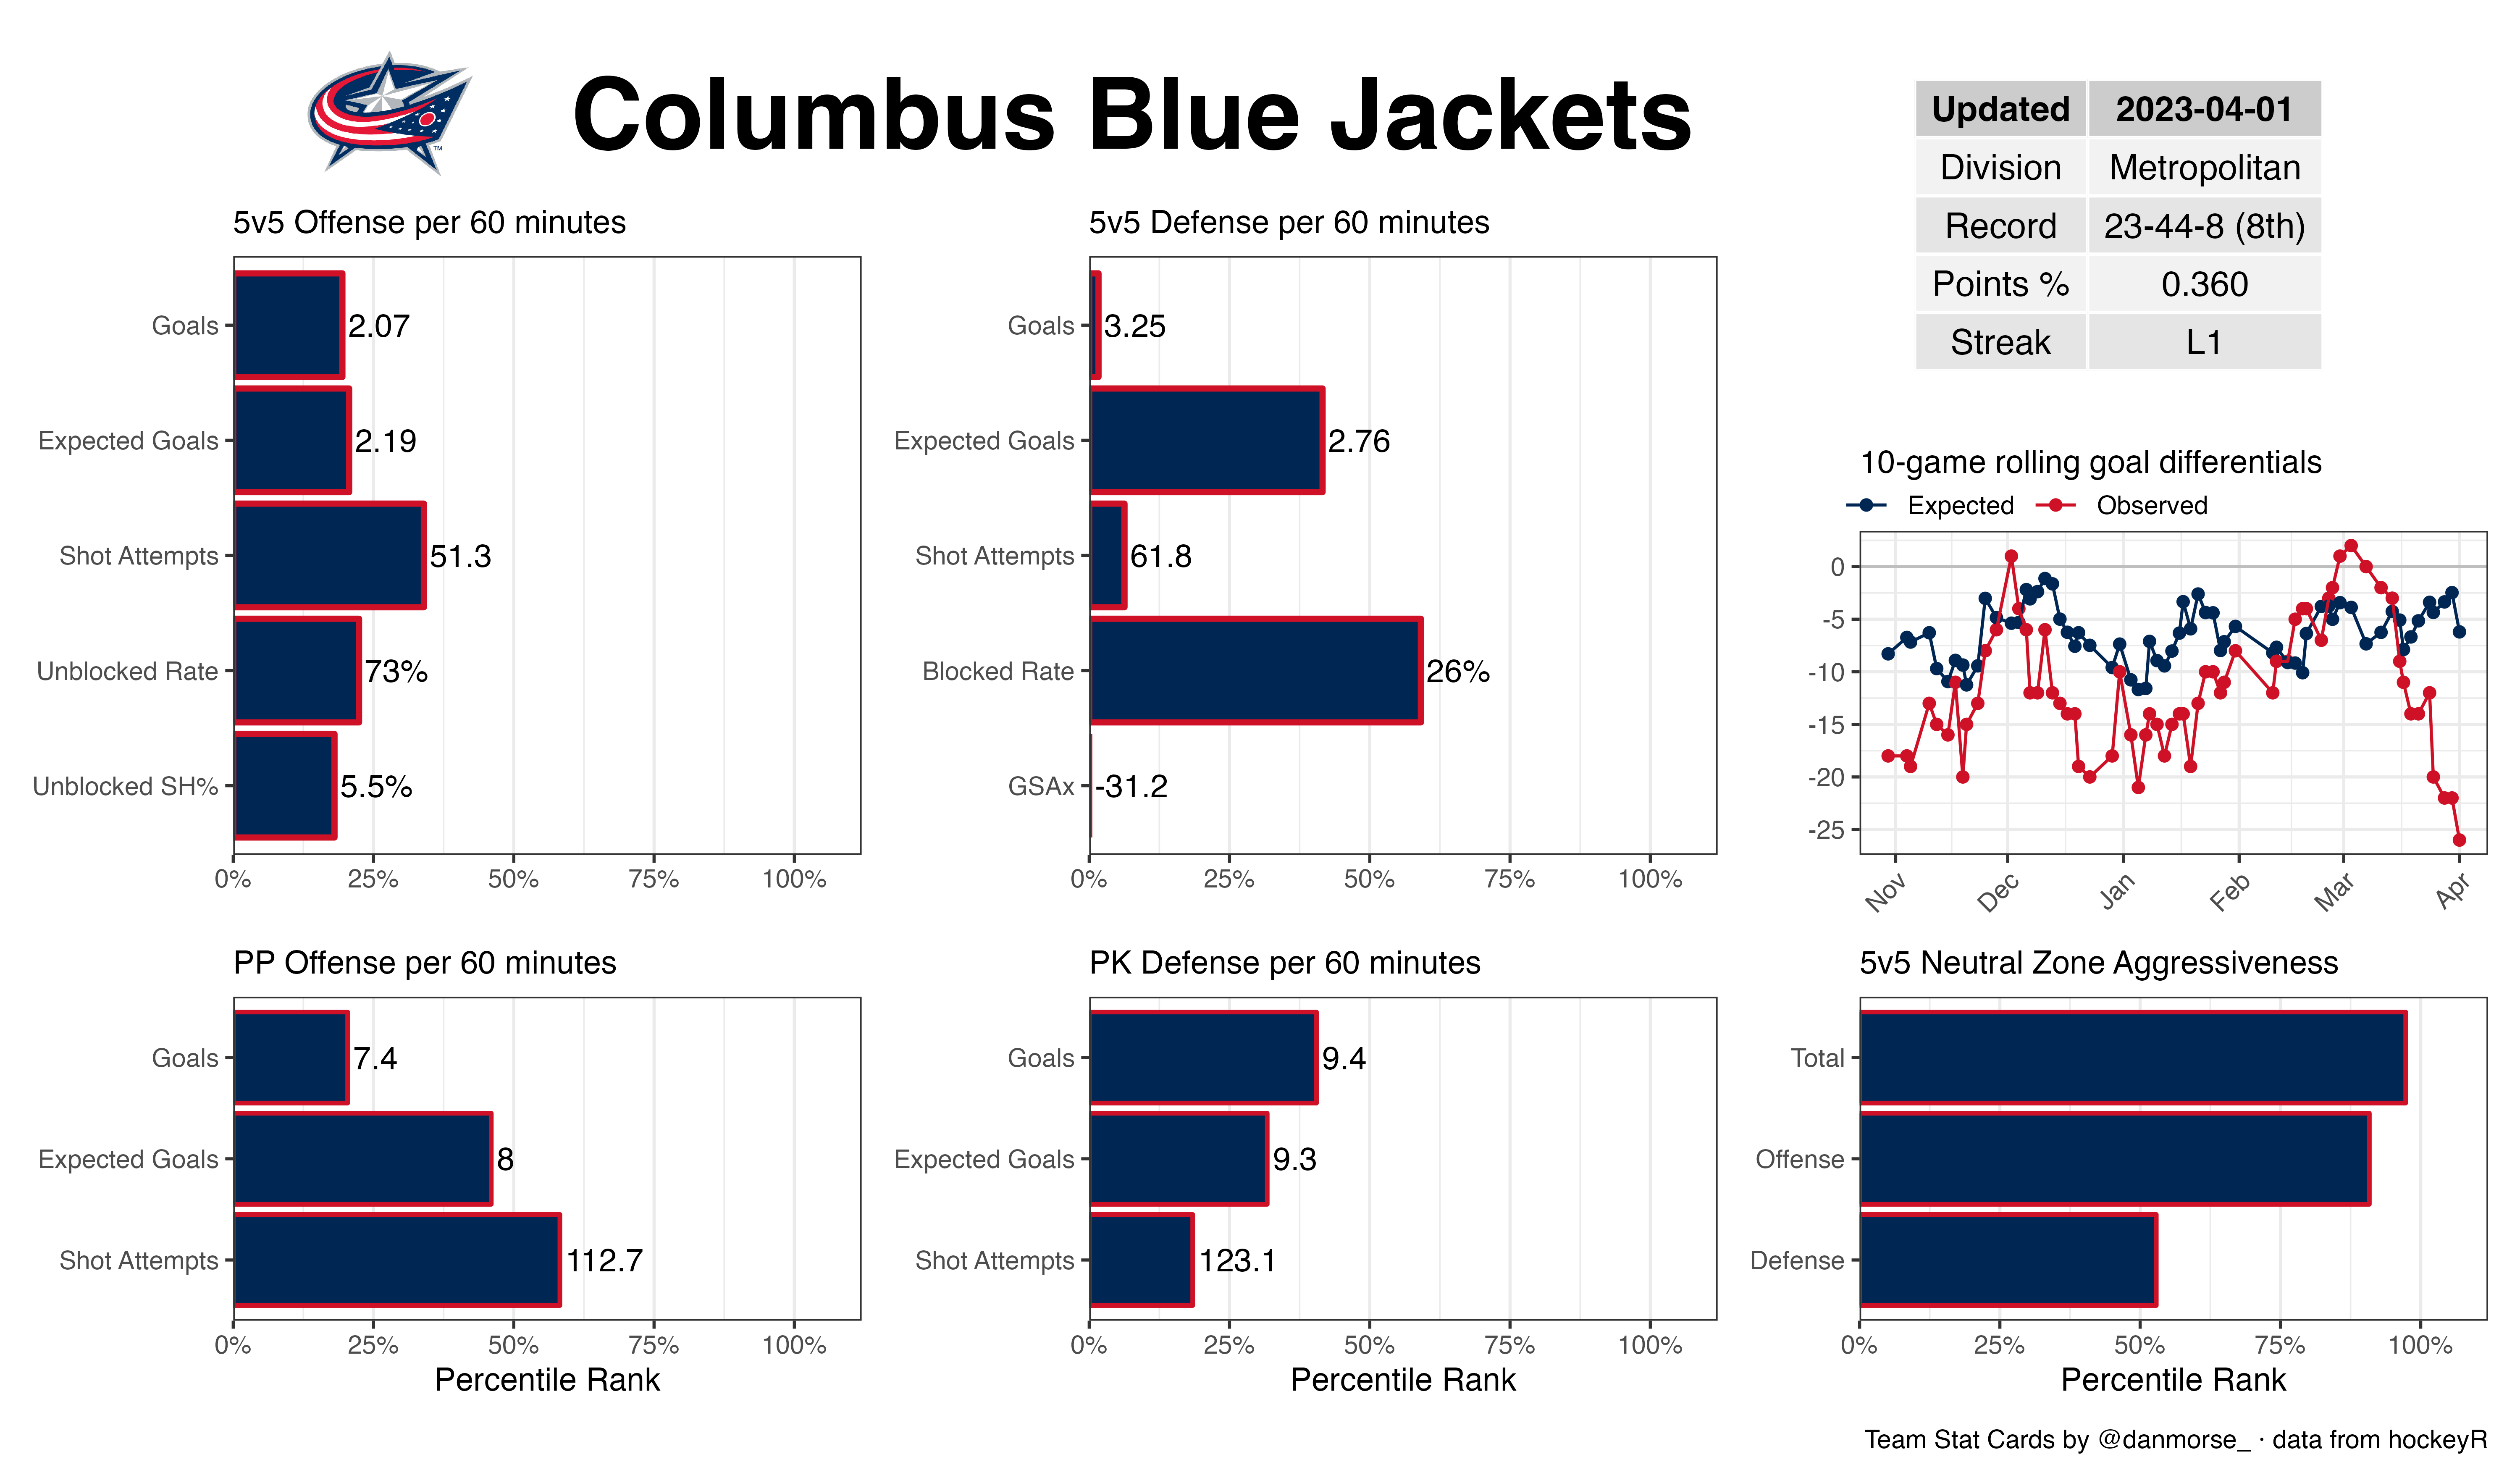 Columbus Blue Jackets
TM
Updated 2023-04-01
Division Metropolitan
Record 23-44-8 (8th)
Points % 0.360
Streak L1
5v5 Offense per 60 minutes
Goals 2.07
Expected Goals 2.19
Shot Attempts 51.3
Unblocked Rate 73%
Unblocked SH% 5.5%
0% 25% 50% 75% 100%
5v5 Defense per 60 minutes
Goals 3.25
Expected Goals 2.76
Shot Attempts 61.8
Blocked Rate 26%
GSAx -31.2
0% 25% 50% 75% 100%
10-game rolling goal differentials
Expected Observed
0
-5
-10
-15
-20
-25
Nov Dec Jan Feb Mar Apr
PP Offense per 60 minutes
Goals 7.4
Expected Goals 8
Shot Attempts 112.7
0% 25% 50% 75% 100%
Percentile Rank
PK Defense per 60 minutes
Goals 9.4
Expected Goals 9.3
Shot Attempts 123.1
0% 25% 50% 75% 100%
Percentile Rank
5v5 Neutral Zone Aggressiveness
Total
Offense
Defense
0% 25% 50% 75% 100%
Percentile Rank
Team Stat Cards by @danmorse_ · data from hockeyR